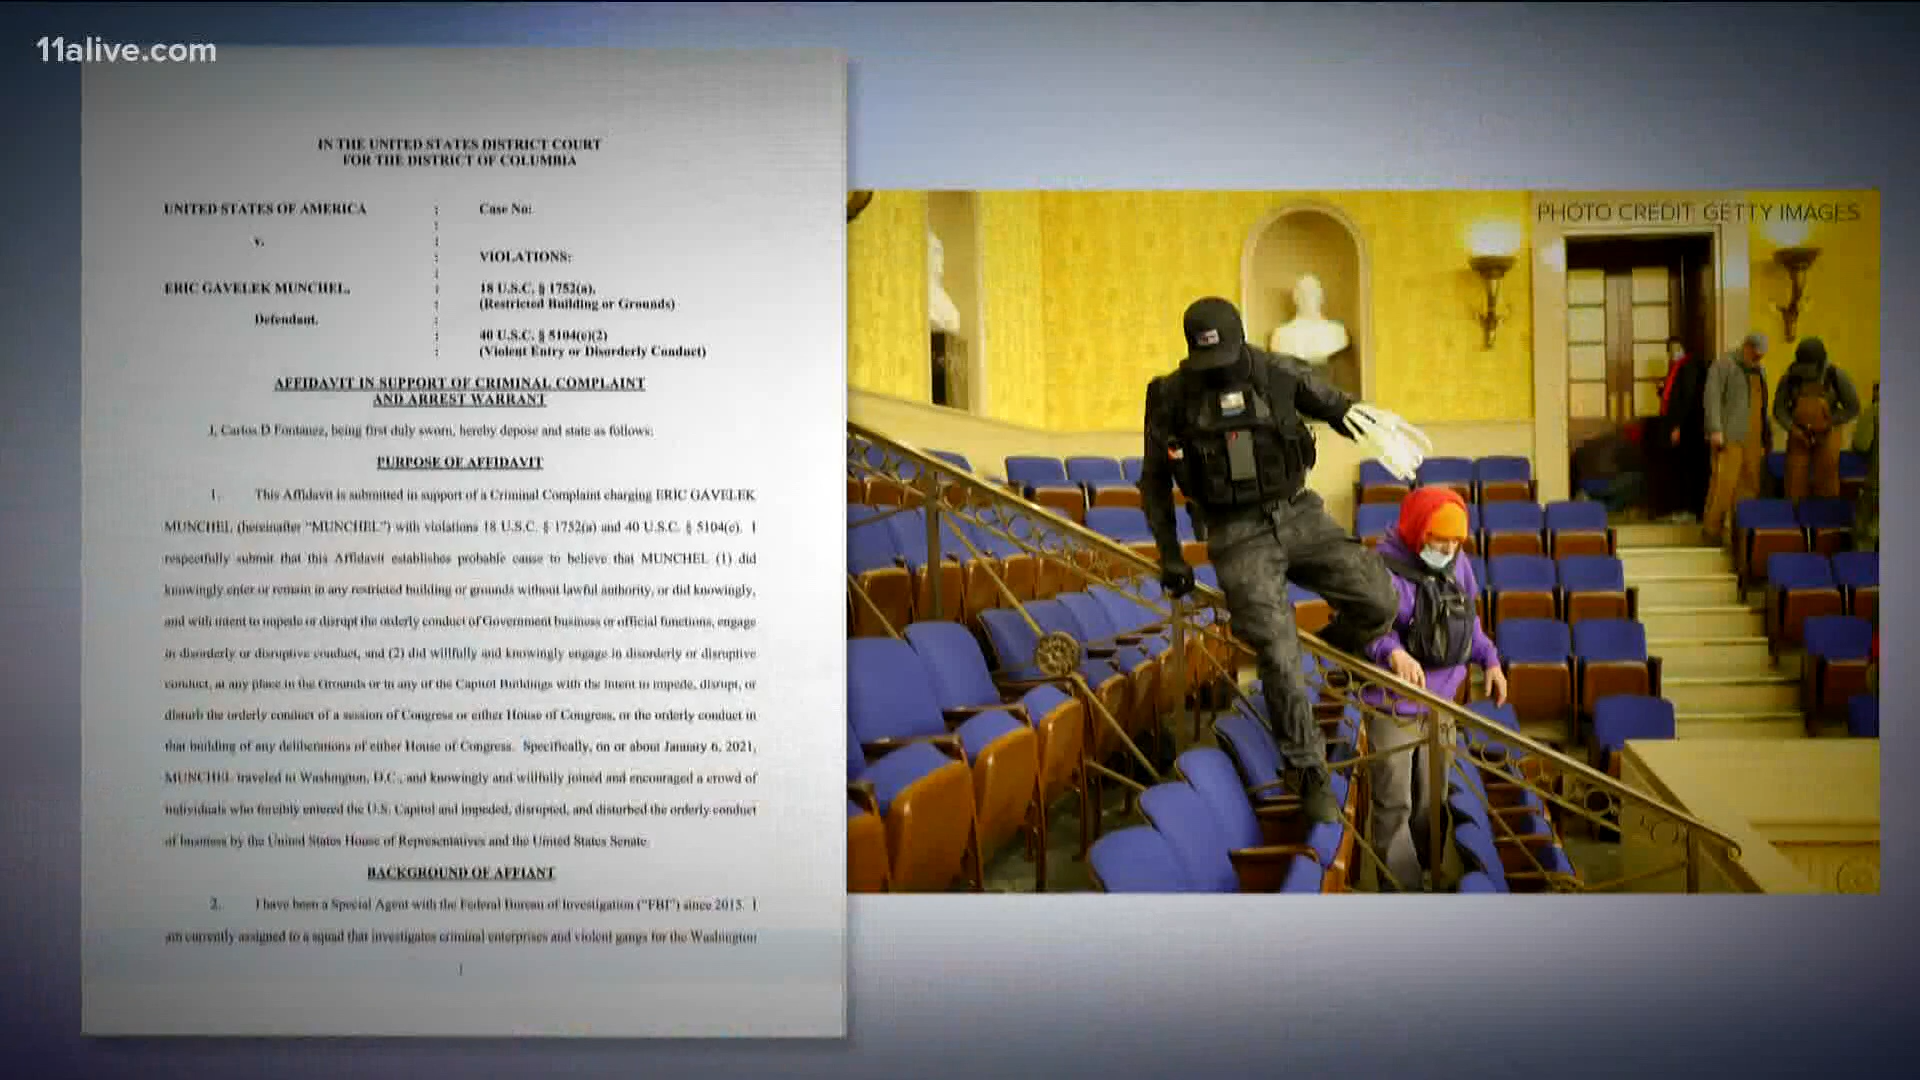 11alive.com
IN THE UNITED STATES DISTRICT COURT
FOR THE DISTRICT OF COLUMBIA
UNITED STATES OF AMERICA : Case No:
v. :
: VIOLATIONS:
ERIC GAVELEK MUNCHEL, : 18 U.S.C. § 1752(a),
: (Restricted Building or Grounds)
Defendant. :
: 40 U.S.C. § 5104(e)(2)
: (Violent Entry or Disorderly Conduct)
AFFIDAVIT IN SUPPORT OF CRIMINAL COMPLAINT
AND ARREST WARRANT
I, Carlos D Fontanez, being first duly sworn, hereby depose and state as follows:
PURPOSE OF AFFIDAVIT
1. This Affidavit is submitted in support of a Criminal Complaint charging ERIC GAVELEK
MUNCHEL (hereinafter “MUNCHEL”) with violations 18 U.S.C. § 1752(a) and 40 U.S.C. § 5104(e). I
respectfully submit that this Affidavit establishes probable cause to believe that MUNCHEL (1) did
knowingly enter or remain in any restricted building or grounds without lawful authority, or did knowingly,
and with intent to impede or disrupt the orderly conduct of Government business or official functions, engage
in disorderly or disruptive conduct, and (2) did willfully and knowingly engage in disorderly or disruptive
conduct, at any place in the Grounds or in any of the Capitol Buildings with the intent to impede, disrupt, or
disturb the orderly conduct of a session of Congress or either House of Congress, or the orderly conduct in
that building of any deliberations of either House of Congress. Specifically, on or about January 6, 2021,
MUNCHEL traveled to Washington, D.C., and knowingly and willfully joined and encouraged a crowd of
individuals who forcibly entered the U.S. Capitol and impeded, disrupted, and disturbed the orderly conduct
of business by the United States House of Representatives and the United States Senate.
BACKGROUND OF AFFIANT
2. I have been a Special Agent with the Federal Bureau of Investigation (“FBI”) since 2015. I
am currently assigned to a squad that investigates criminal enterprises and violent gangs for the Washington
1
PHOTO CREDIT: GETTY IMAGES